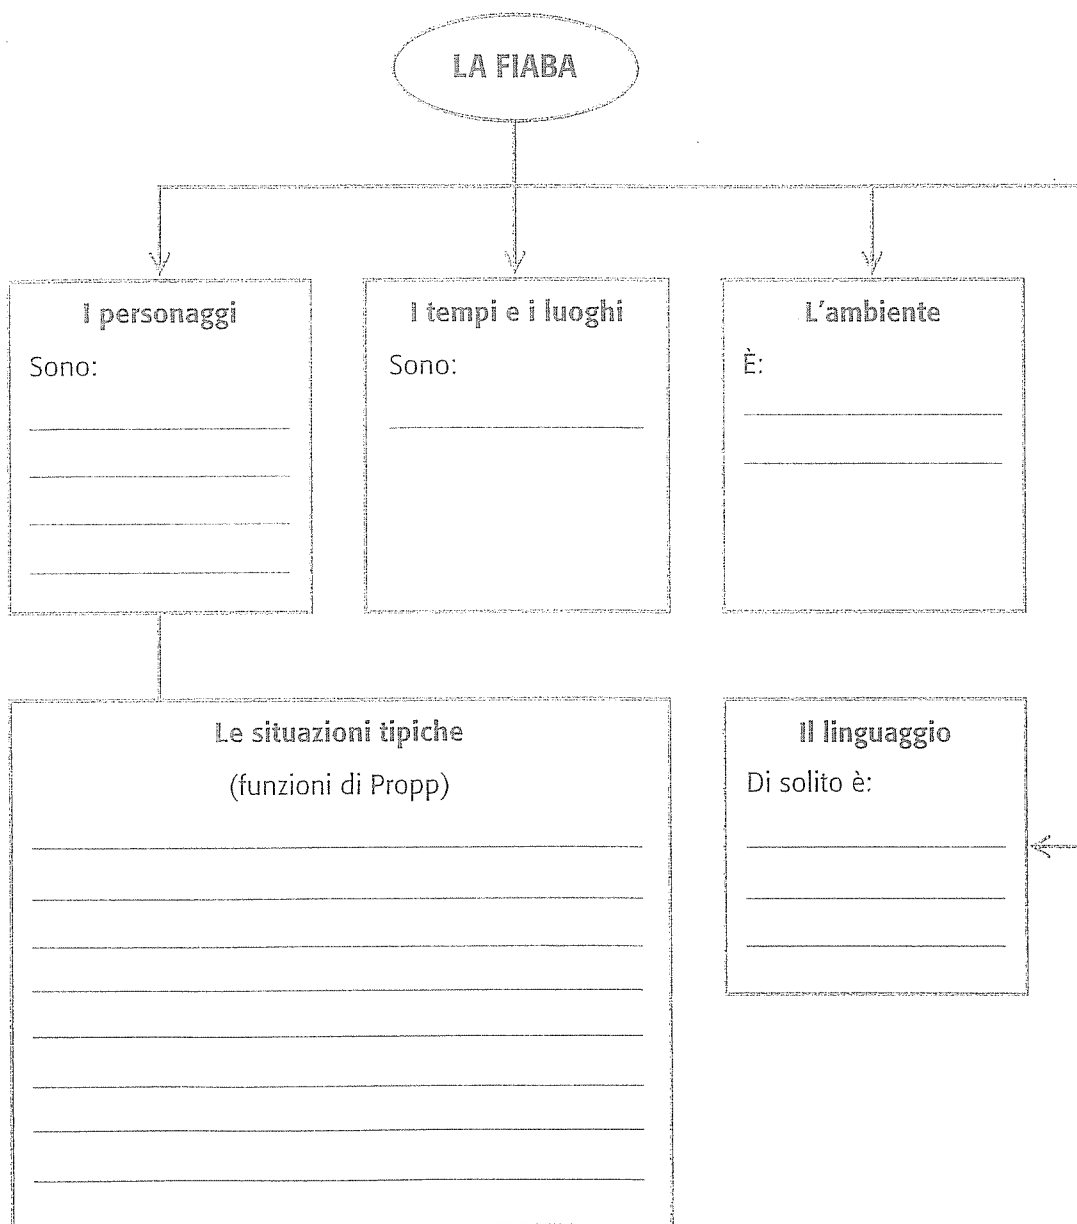 LA FIABA
I personaggi
Sono:
I tempi e i luoghi
Sono:
L'ambiente
È:
Le situazioni tipiche
(funzioni di Propp)
Il linguaggio
Di solito è: